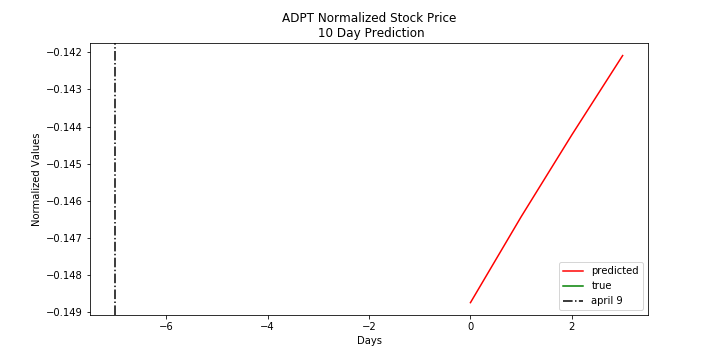 ADPT Normalized Stock Price
10 Day Prediction
−0.142
−0.143
−0.144
−0.145
−0.146
−0.147
−0.148
−0.149
Normalized Values
−6
−4
−2
0
2
Days
predicted
true
april 9